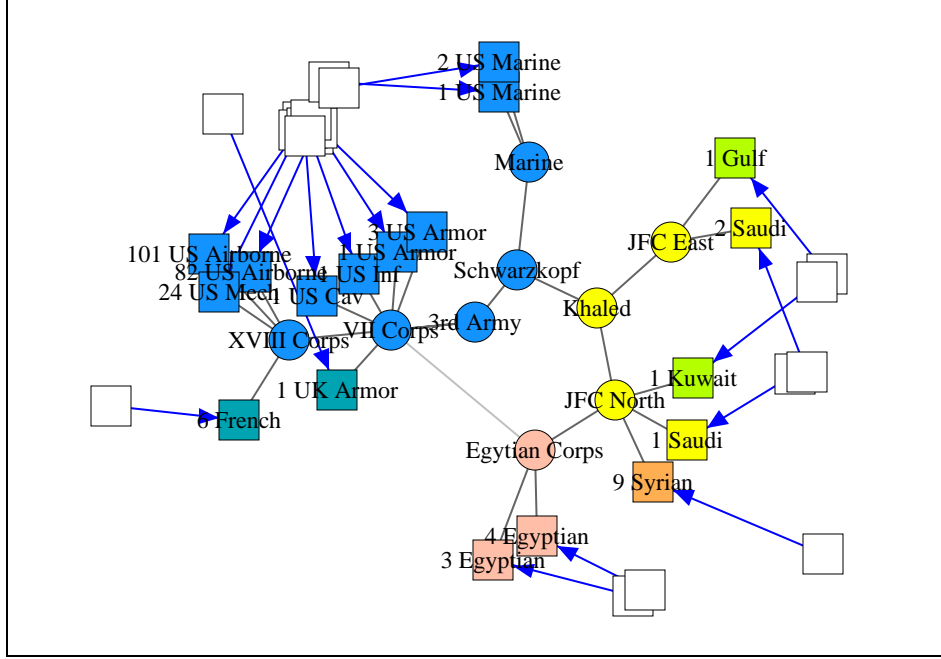 2 US Marine
1 US Marine
Marine
1 Gulf
2 Saudi
3 US Armor
JFC East
101 US Airborne
1 US Armor
82 US Airborne
1 US Inf
Schwarzkopf
24 US Mech
1 US Cav
Khaled
XVIII Corps
VII Corps
3rd Army
1 UK Armor
1 Kuwait
JFC North
6 French
1 Saudi
Egytian Corps
9 Syrian
4 Egyptian
3 Egyptian